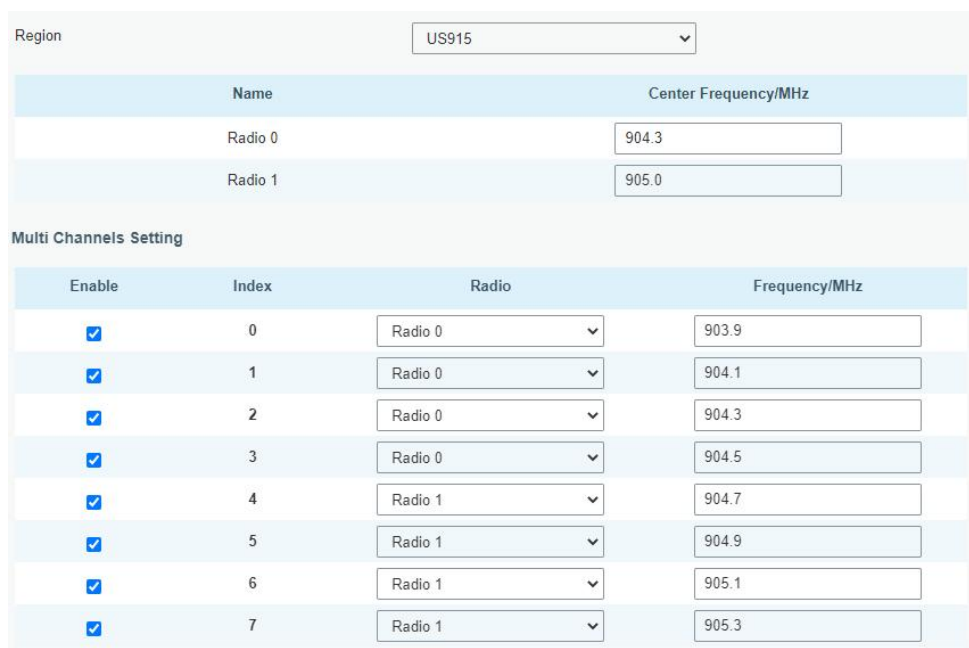 Region US915
Name Center Frequency/MHz
Radio 0 904.3
Radio 1 905.0
Multi Channels Setting
Enable Index Radio Frequency/MHz
0 Radio 0 903.9
1 Radio 0 904.1
2 Radio 0 904.3
3 Radio 0 904.5
4 Radio 1 904.7
5 Radio 1 904.9
6 Radio 1 905.1
7 Radio 1 905.3